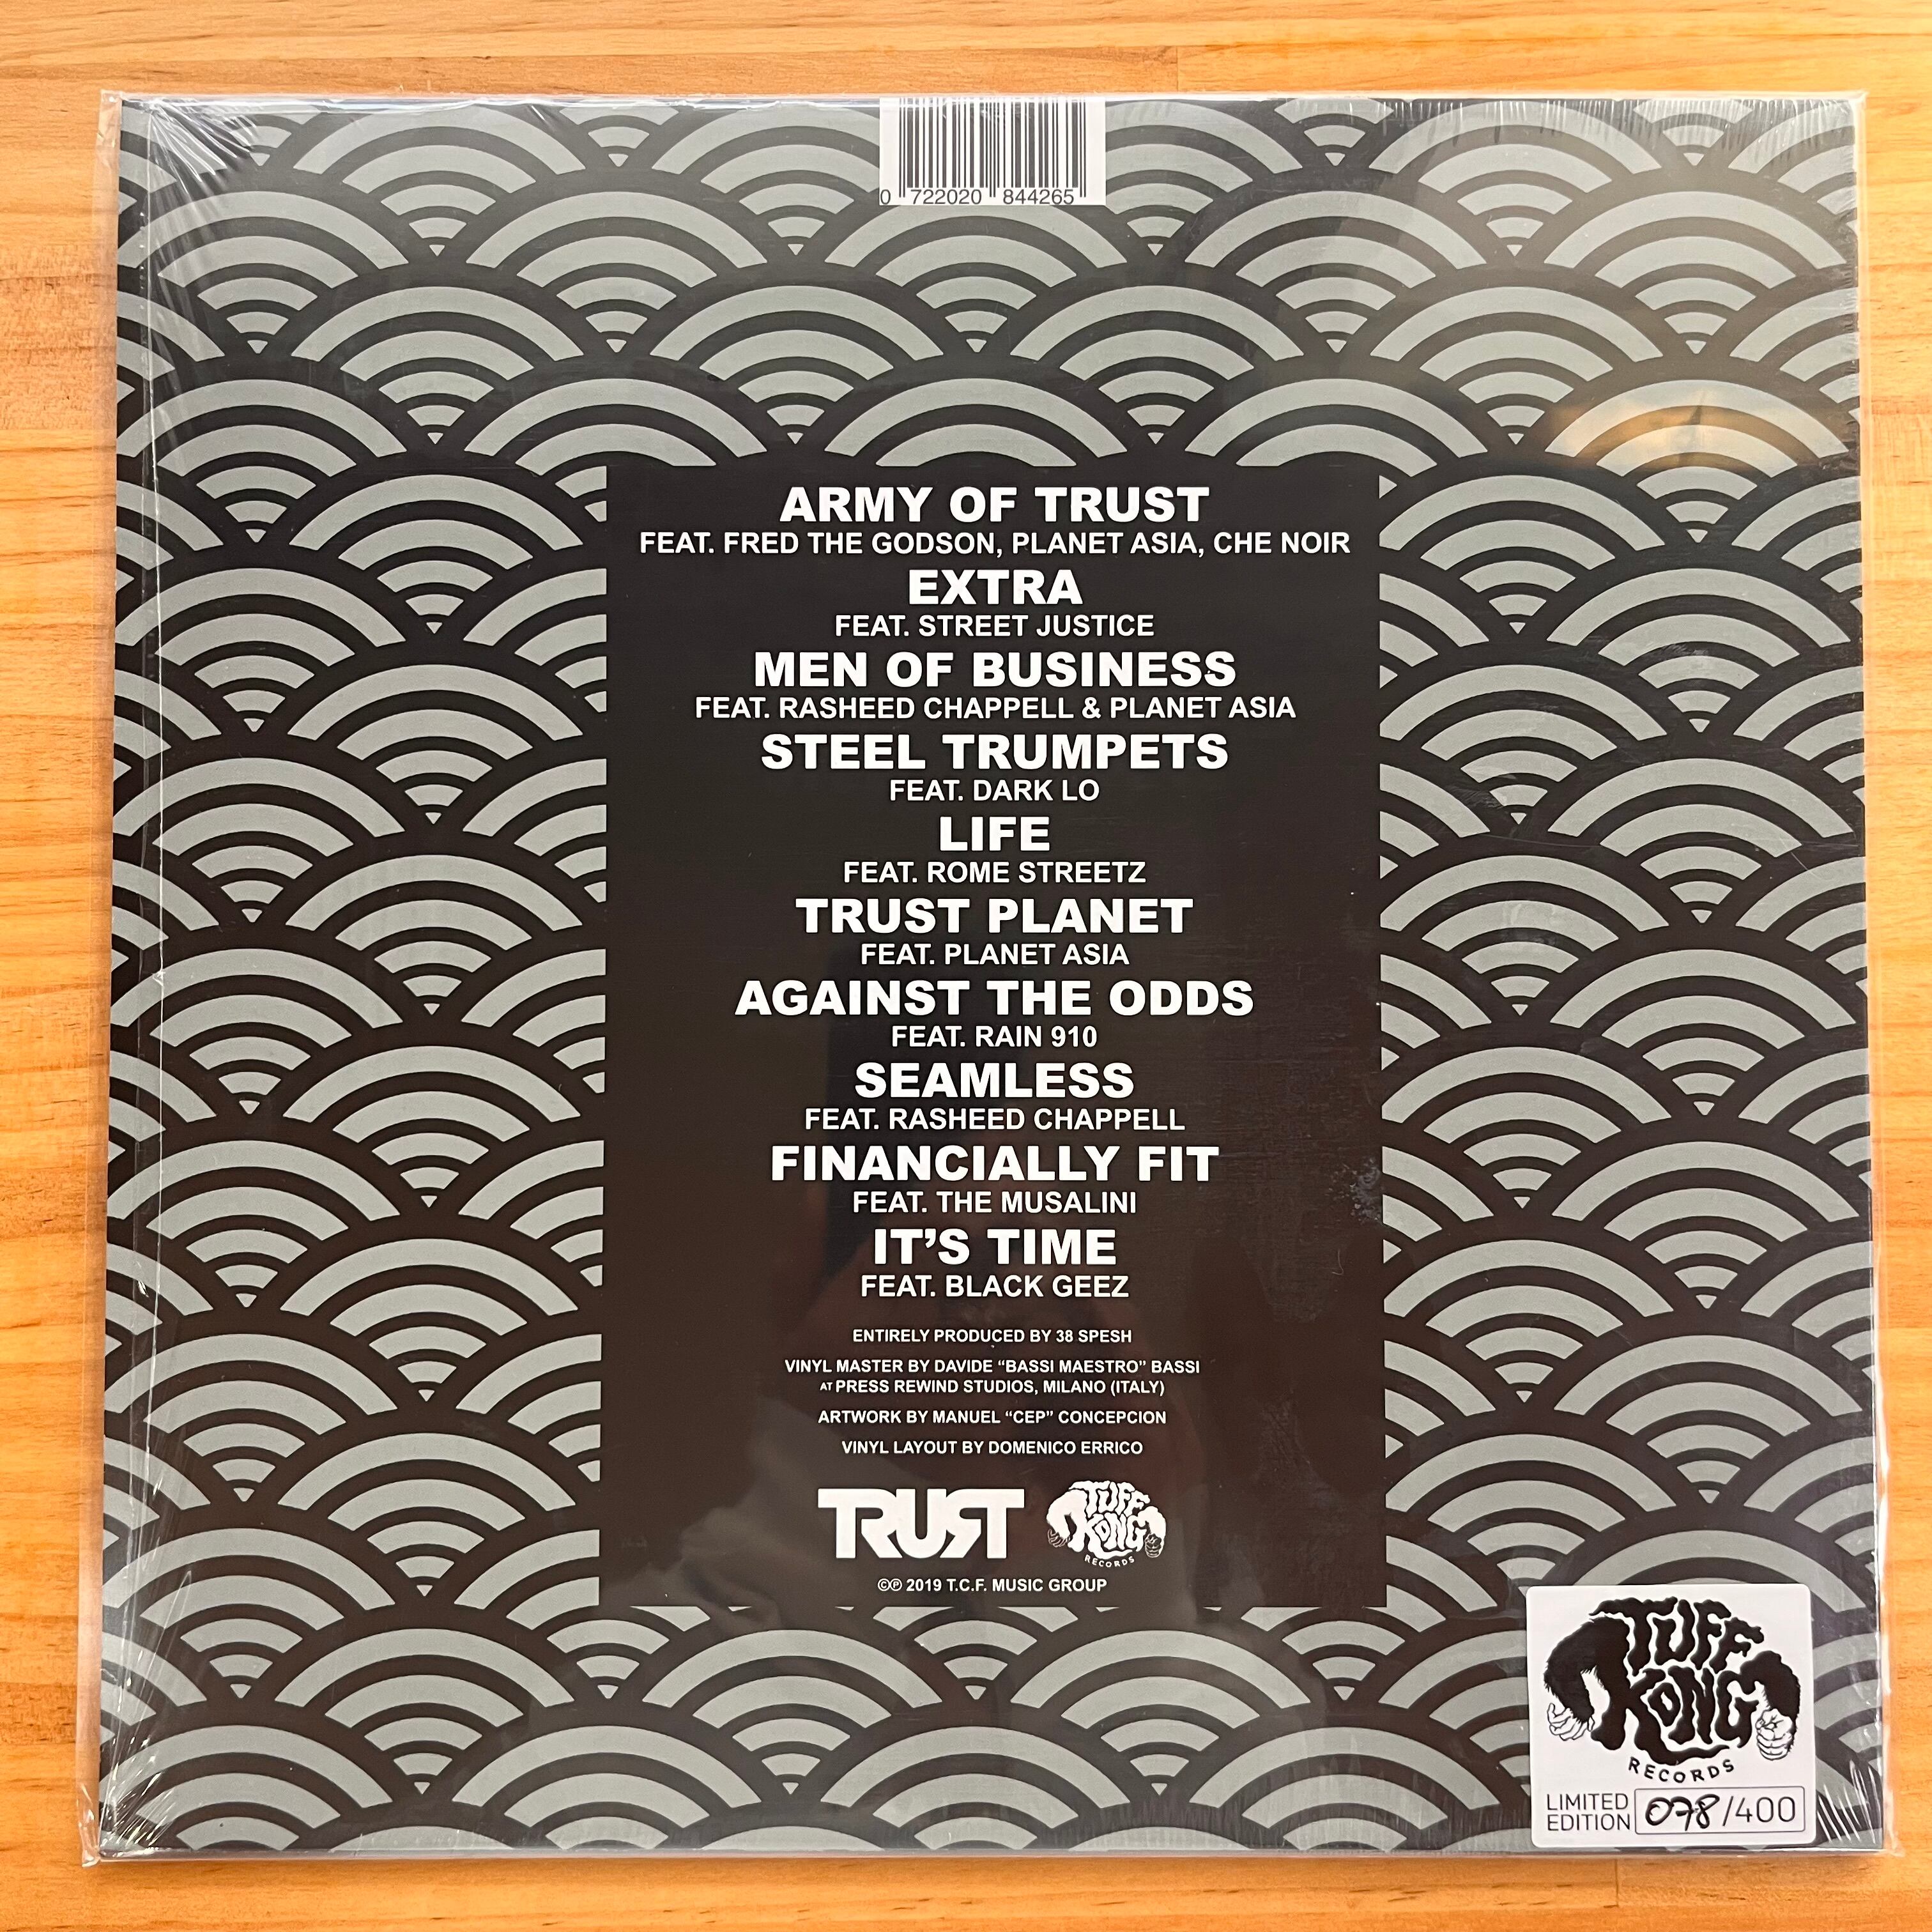 0 722020 844265
ARMY OF TRUST
FEAT. FRED THE GODSON, PLANET ASIA, CHE NOIR
EXTRA
FEAT. STREET JUSTICE
MEN OF BUSINESS
FEAT. RASHEED CHAPPELL & PLANET ASIA
STEEL TRUMPETS
FEAT. DARK LO
LIFE
FEAT. ROME STREETZ
TRUST PLANET
FEAT. PLANET ASIA
AGAINST THE ODDS
FEAT. RAIN 910
SEAMLESS
FEAT. RASHEED CHAPPELL
FINANCIALLY FIT
FEAT. THE MUSALINI
IT’S TIME
FEAT. BLACK GEEZ
ENTIRELY PRODUCED BY 38 SPESH
VINYL MASTER BY DAVIDE “BASSI MAESTRO” BASSI
AT PRESS REWIND STUDIOS, MILANO (ITALY)
ARTWORK BY MANUEL “CEP” CONCEPCION
VINYL LAYOUT BY DOMENICO ERRICO
TRUST
TUFF
KONG
RECORDS
©℗ 2019 T.C.F. MUSIC GROUP
TUFF
KONG
RECORDS
LIMITED
EDITION 078/400